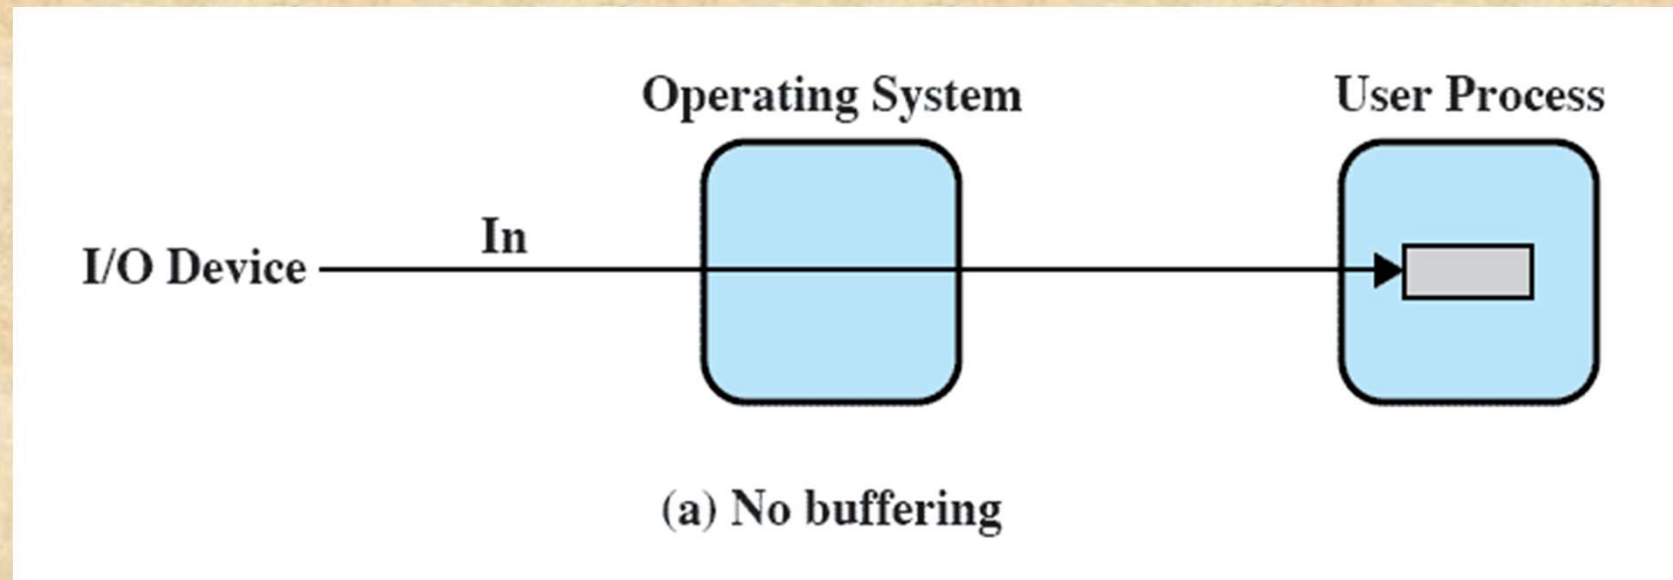 Operating System
User Process
In
I/O Device
(a) No buffering